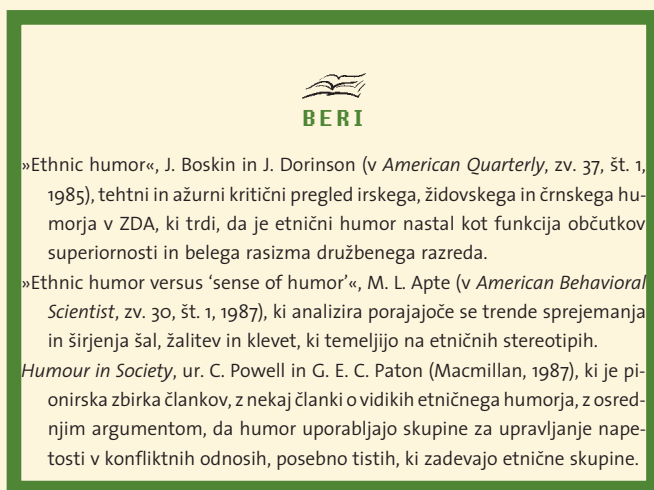 BERI
»Ethnic humor«, J. Boskin in J. Dorinson (v American Quarterly, zv. 37, št. 1,
1985), tehtni in ažurni kritični pregled irskega, židovskega in črnskega hu-
morja v ZDA, ki trdi, da je etnični humor nastal kot funkcija občutkov
superiornosti in belega rasizma družbenega razreda.
»Ethnic humor versus ‘sense of humor’«, M. L. Apte (v American Behavioral
Scientist, zv. 30, št. 1, 1987), ki analizira porajajoče se trende sprejemanja
in širjenja šal, žalitev in klevet, ki temeljijo na etničnih stereotipih.
Humour in Society, ur. C. Powell in G. E. C. Paton (Macmillan, 1987), ki je pi-
onirska zbirka člankov, z nekaj članki o vidikih etničnega humorja, z osred-
njim argumentom, da humor uporabljajo skupine za upravljanje nape-
tosti v konfliktnih odnosih, posebno tistih, ki zadevajo etnične skupine.